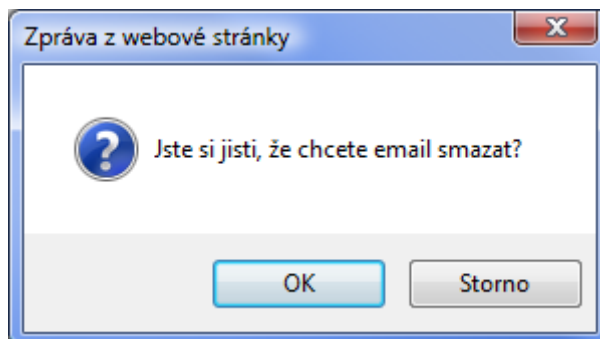 Zpráva z webové stránky
Jste si jisti, že chcete email smazat?
OK
Storno